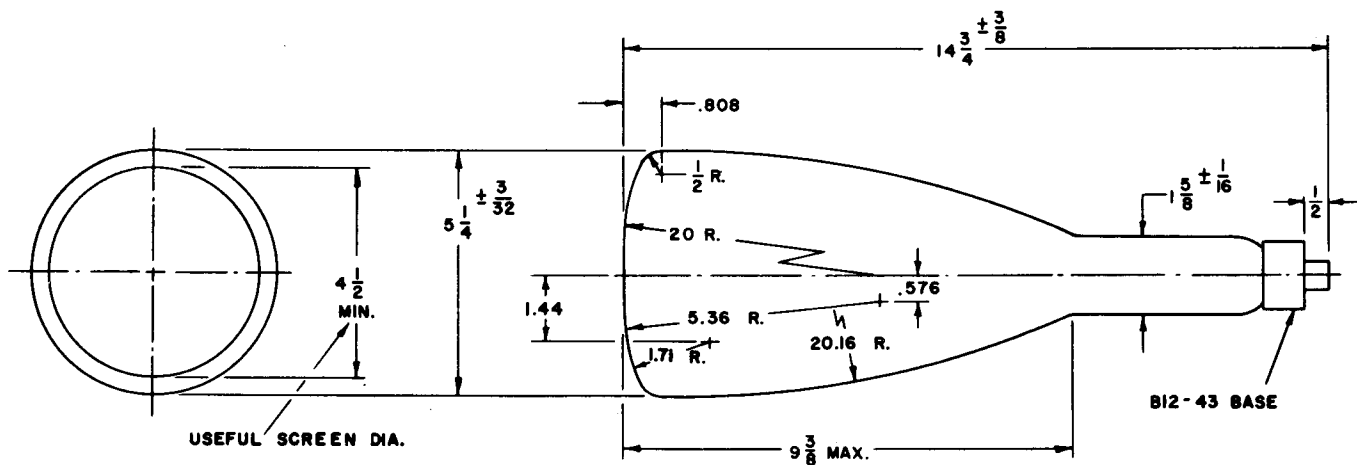 14 3/4 ± 3/8
.808
1/2 R.
5 1/4 ± 3/32
1 5/8 ± 1/16
1/2
20 R.
4 1/2
MIN.
.576
1.44
5.36 R.
1.71 R.
20.16 R.
B12-43 BASE
USEFUL SCREEN DIA.
9 3/8 MAX.